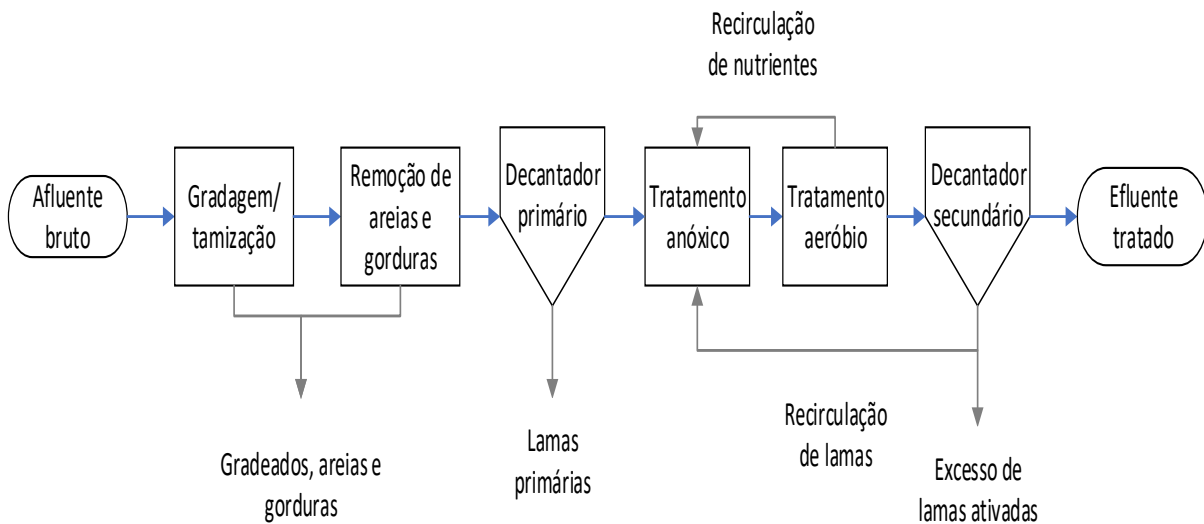 Recirculação
de nutrientes
Afluente
bruto
Gradagem/
tamização
Remoção de
areias e
gorduras
Decantador
primário
Tratamento
anóxico
Tratamento
aeróbio
Decantador
secundário
Efluente
tratado
Gradeados, areias e
gorduras
Lamas
primárias
Recirculação
de lamas
Excesso de
lamas ativadas